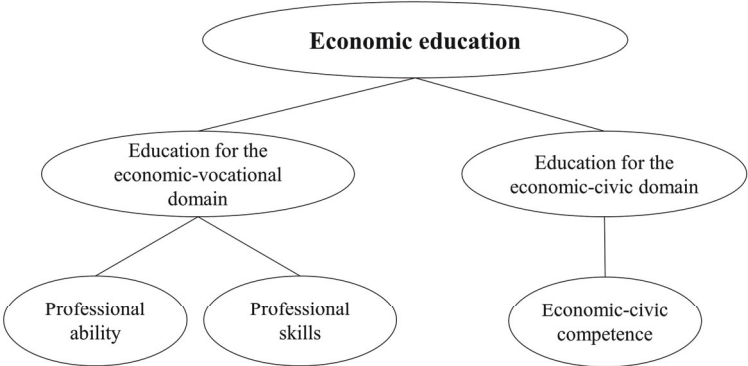 Economic education
Education for the
economic-vocational
domain
Education for the
economic-civic domain
Professional
ability
Professional
skills
Economic-civic
competence